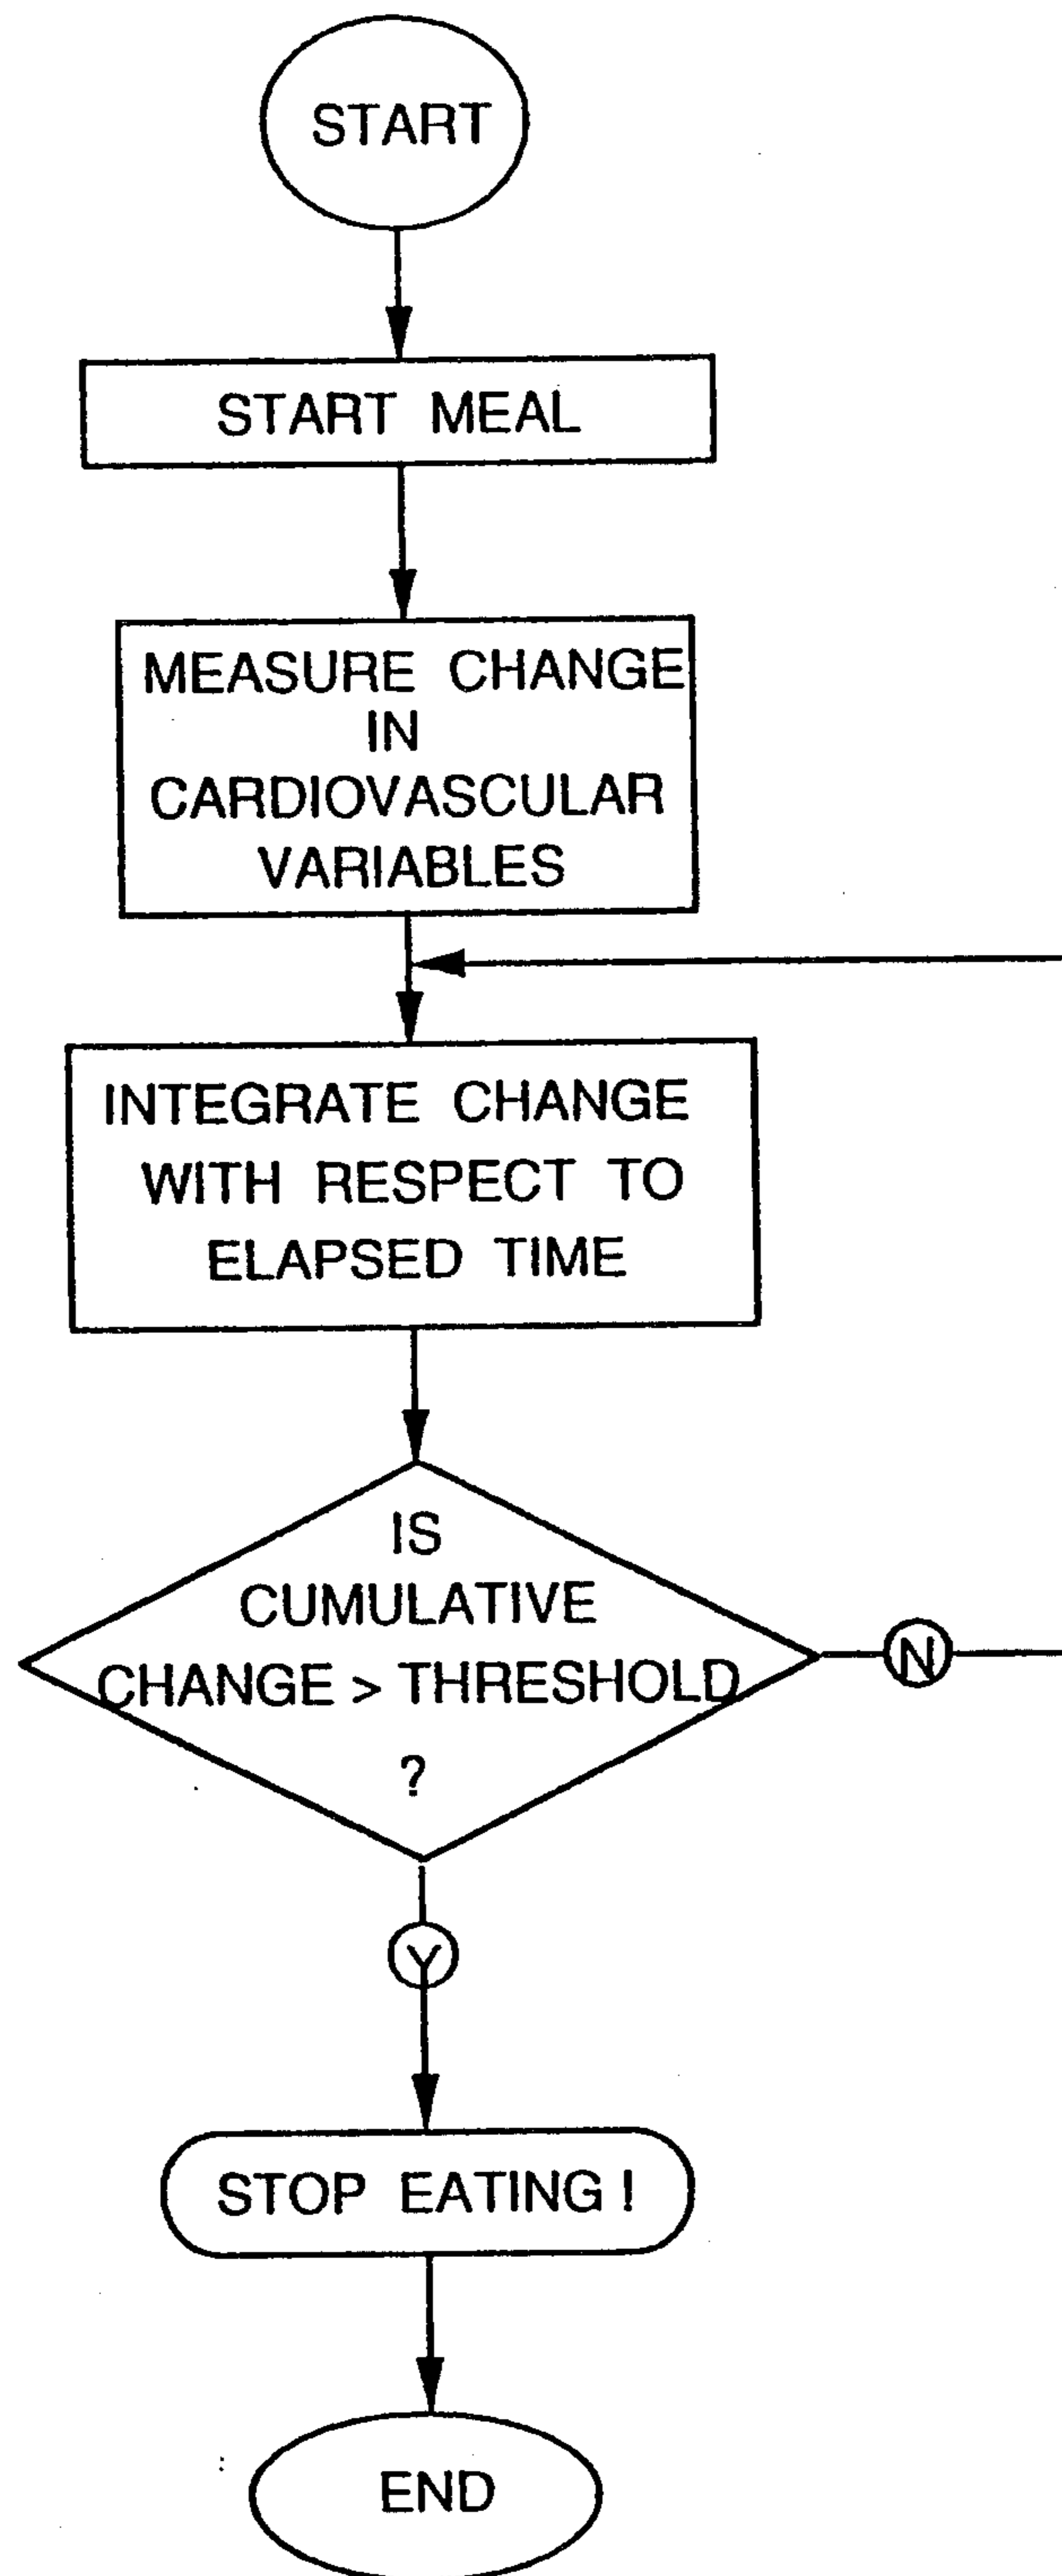 START
START MEAL
MEASURE CHANGE
IN
CARDIOVASCULAR
VARIABLES
INTEGRATE CHANGE
WITH RESPECT TO
ELAPSED TIME
IS
CUMULATIVE
CHANGE > THRESHOLD
?
N
Y
STOP EATING !
END